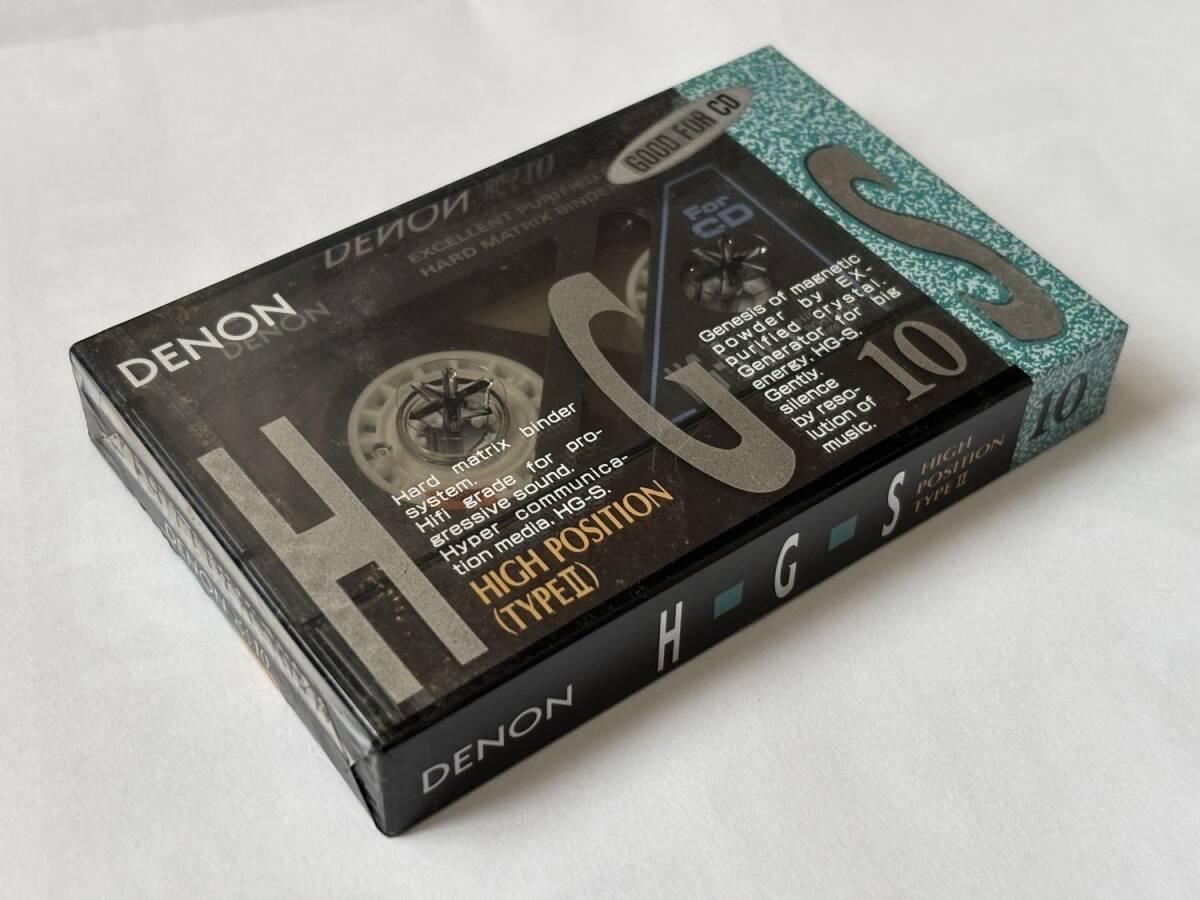 DENON
DENON
DENON
EXCELLENT PURIFIED
HARD MATRIX BINDER
GOOD FOR CD
For
CD
H G S
10
Hard matrix binder
system.
Hifi grade for pro-
gressive sound.
Hyper communica-
tion media. HG-S.
HIGH POSITION
(TYPE II)
Genesis of magnetic
powder by EX-
purified crystal.
Generator for big
energy. HG-S.
Gently.
silence
by reso-
lution of
music.
DENON H G S
HIGH
POSITION
TYPE II
10